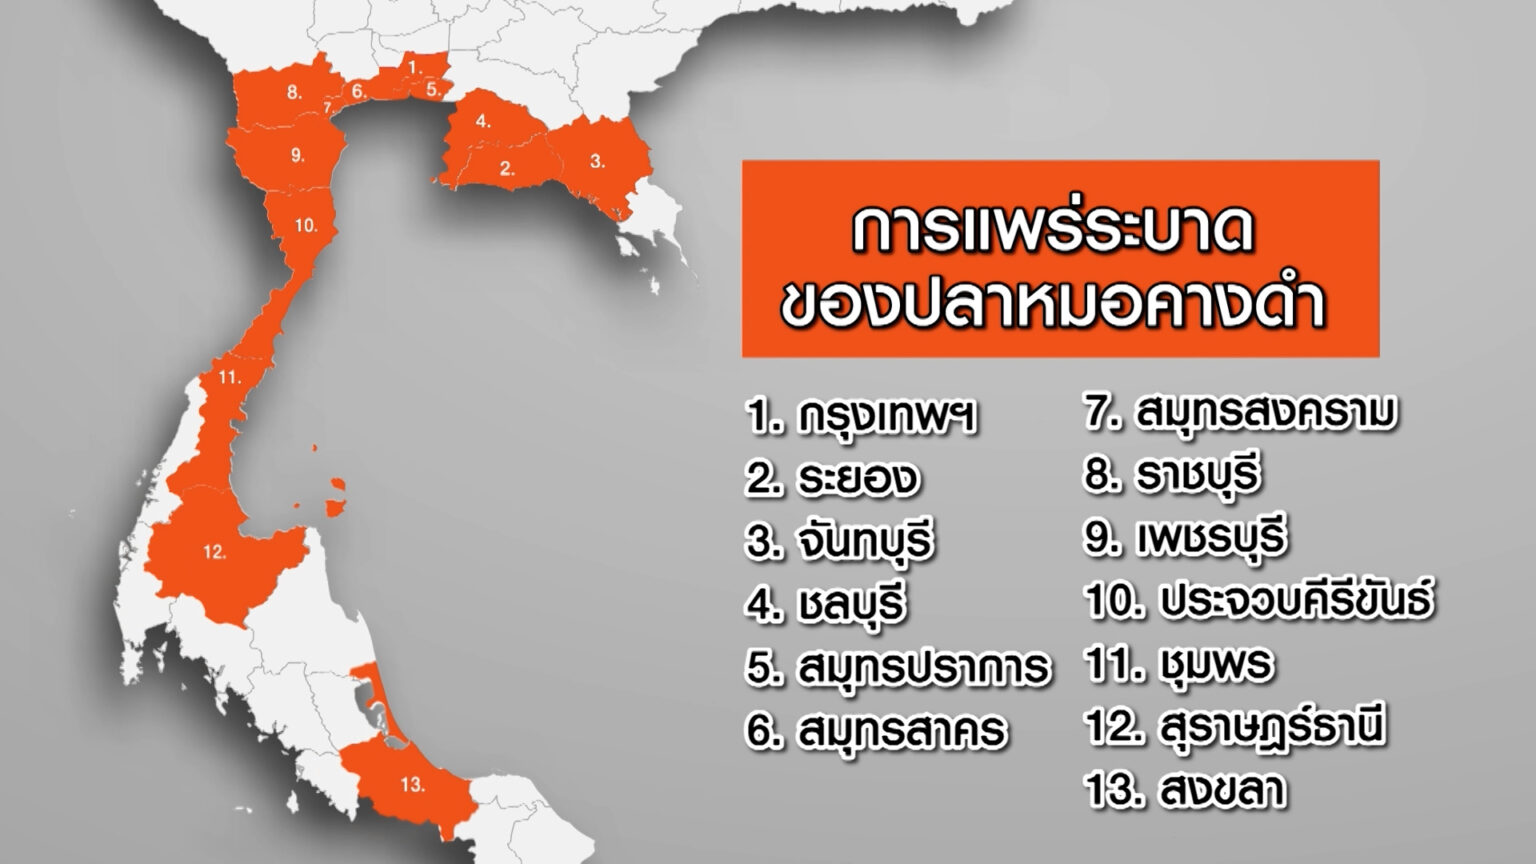 1.
8.
6.
5.
7.
4.
9.
2.
3.
10.
11.
12.
13.
การแพร่ระบาด
ของปลาหมอคางดำ
1. กรุงเทพฯ
2. ระยอง
3. จันทบุรี
4. ชลบุรี
5. สมุทรปราการ
6. สมุทรสาคร
7. สมุทรสงคราม
8. ราชบุรี
9. เพชรบุรี
10. ประจวบคีรีขันธ์
11. ชุมพร
12. สุราษฎร์ธานี
13. สงขลา